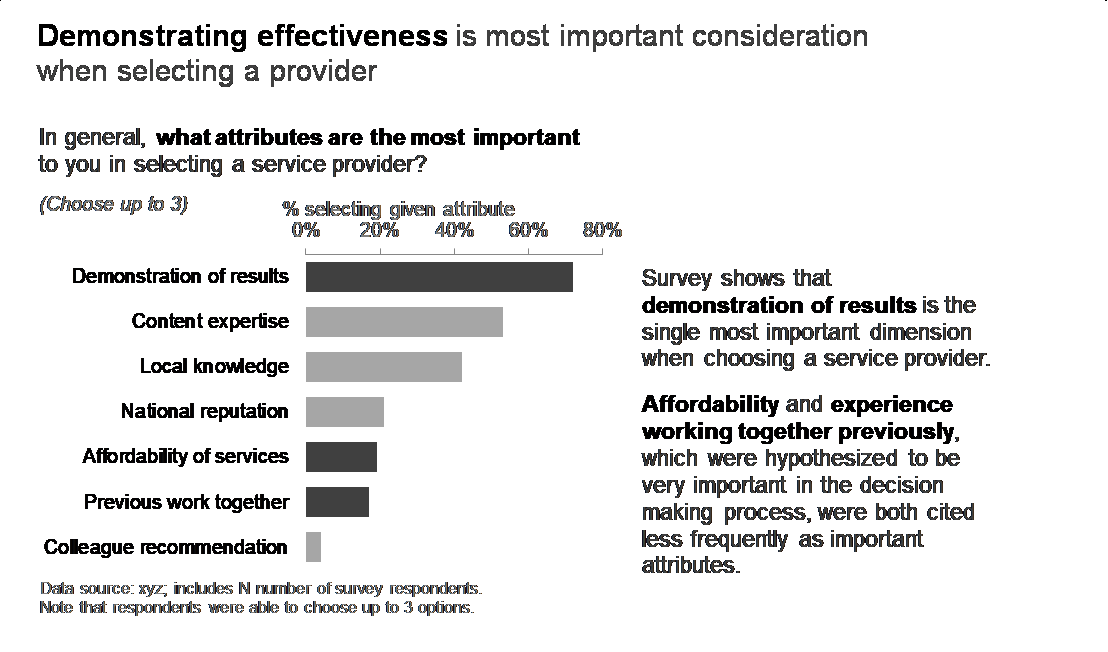 Demonstrating effectiveness is most important consideration
when selecting a provider
In general, what attributes are the most important
to you in selecting a service provider?
(Choose up to 3)
% selecting given attribute
0% 20% 40% 60% 80%
Demonstration of results
Content expertise
Local knowledge
National reputation
Affordability of services
Previous work together
Colleague recommendation
Survey shows that
demonstration of results is the
single most important dimension
when choosing a service provider.
Affordability and experience
working together previously,
which were hypothesized to be
very important in the decision
making process, were both cited
less frequently as important
attributes.
Data source: xyz; includes N number of survey respondents.
Note that respondents were able to choose up to 3 options.